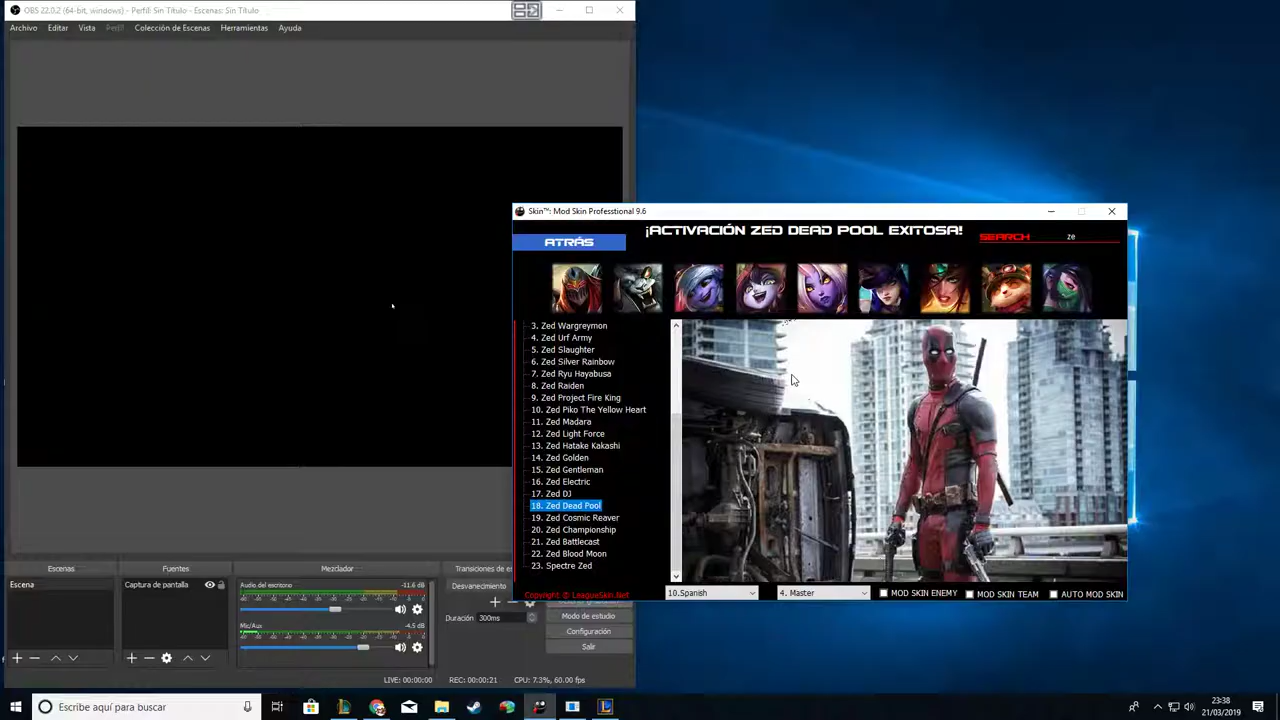 OBS 22.0.2 (64-bit, windows) - Perfil: Sin Título - Escenas: Sin Título
Archivo Editar Vista Perfil Colección de Escenas Herramientas Ayuda
Skin™: Mod Skin Professtional 9.6
ATRÁS
¡ACTIVACIÓN ZED DEAD POOL EXITOSA!
SEARCH
ze
3. Zed Wargreymon
4. Zed Urf Army
5. Zed Slaughter
6. Zed Silver Rainbow
7. Zed Ryu Hayabusa
8. Zed Raiden
9. Zed Project Fire King
10. Zed Piko The Yellow Heart
11. Zed Madara
12. Zed Light Force
13. Zed Hatake Kakashi
14. Zed Golden
15. Zed Gentleman
16. Zed Electric
17. Zed DJ
18. Zed Dead Pool
19. Zed Cosmic Reaver
20. Zed Championship
21. Zed Battlecast
22. Zed Blood Moon
23. Spectre Zed
Copyright @ LeagueSkin.Net
10.Spanish
4. Master
MOD SKIN ENEMY
MOD SKIN TEAM
AUTO MOD SKIN
Escenas
Fuentes
Mezclador
Transiciones de es
Escena
Captura de pantalla
Audio del escritorio
-11.6 dB
Mic/Aux
-4.5 dB
Desvanecimiento
Duración 300ms
Modo de estudio
Configuración
Salir
LIVE: 00:00:00
REC: 00:00:21
CPU: 7.3%, 60.00 fps
Escribe aquí para buscar
23:38
21/03/2019